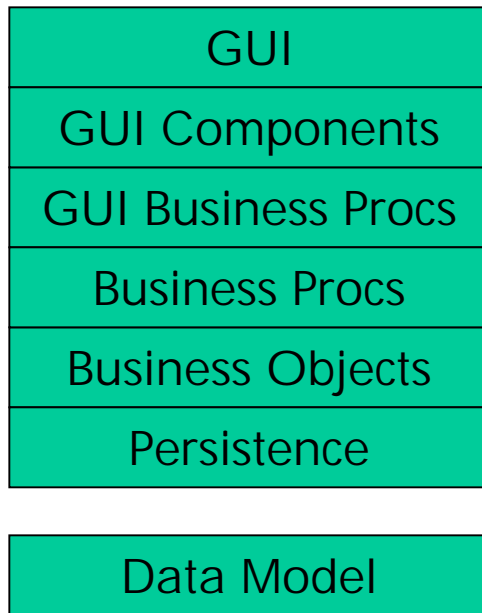 GUI
GUI Components
GUI Business Procs
Business Procs
Business Objects
Persistence
Data Model